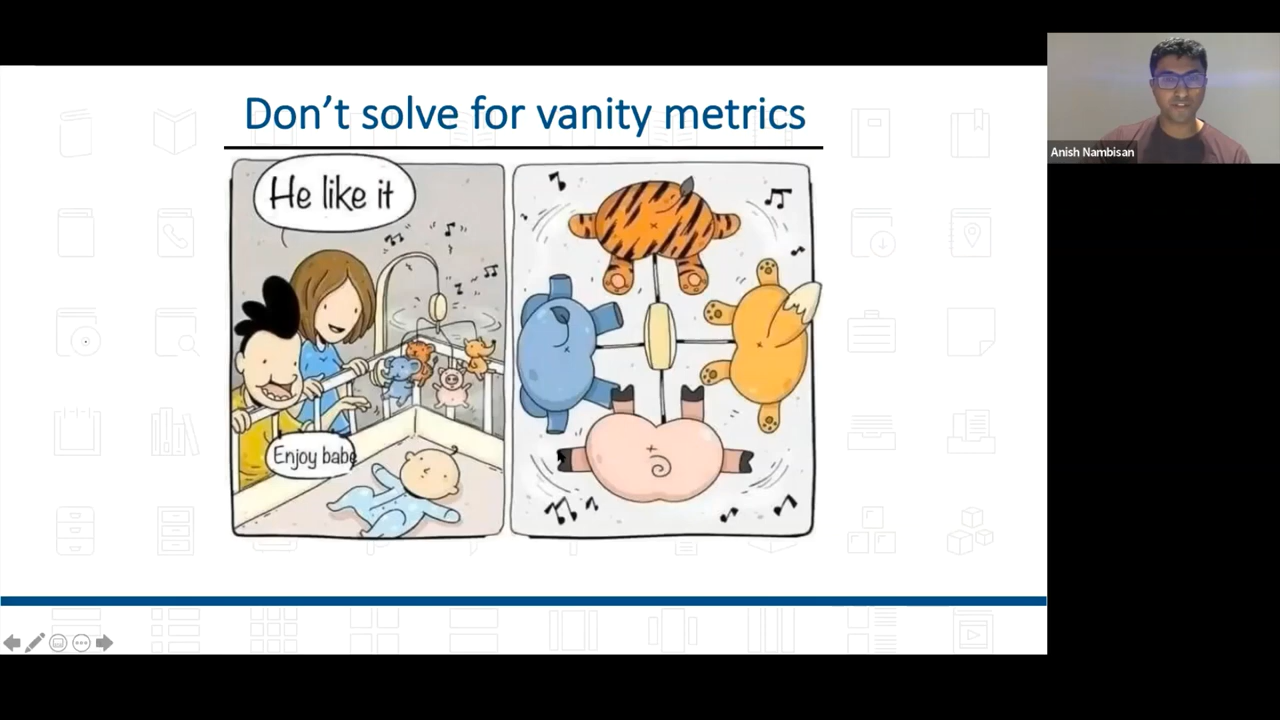 Don’t solve for vanity metrics
He like it
Enjoy babe
Anish Nambisan